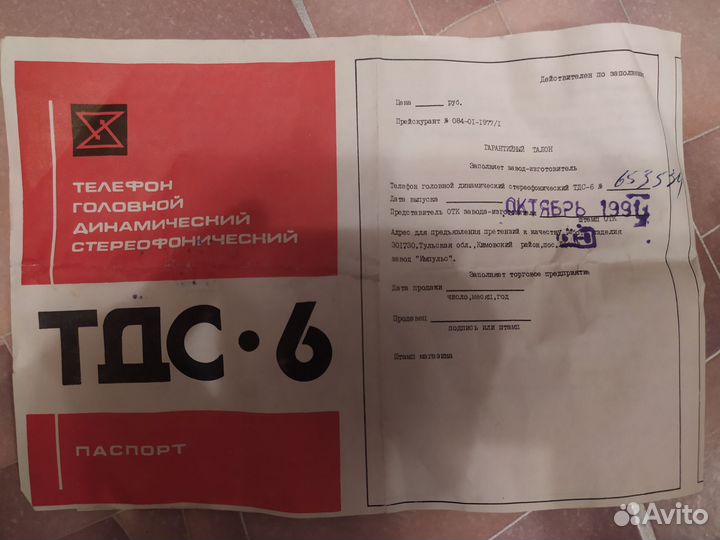 ТЕЛЕФОН
ГОЛОВНОЙ
ДИНАМИЧЕСКИЙ
СТЕРЕОФОНИЧЕСКИЙ
ТДС·6
ПАСПОРТ
Действителен по заполнении
Цена ______ руб.
Прейскурант № 084-01-1977/I
ГАРАНТИЙНЫЙ ТАЛОН
Заполняет завод-изготовитель
Телефон головной динамический стереофонический ТДС-6 № 653534
Дата выпуска ОКТЯБРЬ 1991
Представитель ОТК завода-изготовителя штамп ОТК
Адрес для предъявления претензий к качеству изделия
301730, Тульская обл., Кимовский район, пос.
завод "Импульс".
Заполняет торговое предприятие
Дата продажи
число, месяц, год
Продавец
подпись или штамп
Штамп магазина
Avito